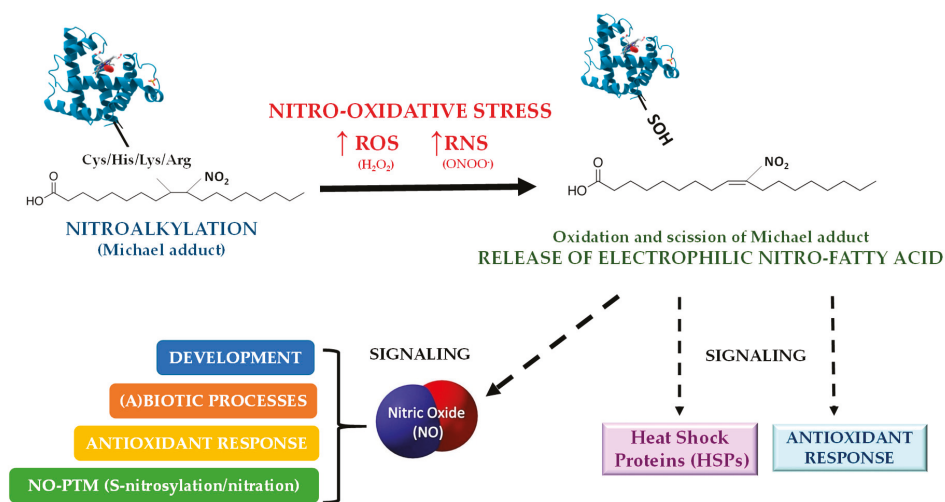 Cys/His/Lys/Arg
O
HO
NO₂
NITROALKYLATION
(Michael adduct)
NITRO-OXIDATIVE STRESS
↑ ROS
(H₂O₂)
↑ RNS
(ONOO⁻)
SOH
O
HO
NO₂
Oxidation and scission of Michael adduct
RELEASE OF ELECTROPHILIC NITRO-FATTY ACID
DEVELOPMENT
(A)BIOTIC PROCESSES
ANTIOXIDANT RESPONSE
NO-PTM (S-nitrosylation/nitration)
SIGNALING
Nitric Oxide
(NO)
SIGNALING
Heat Shock
Proteins (HSPs)
ANTIOXIDANT
RESPONSE